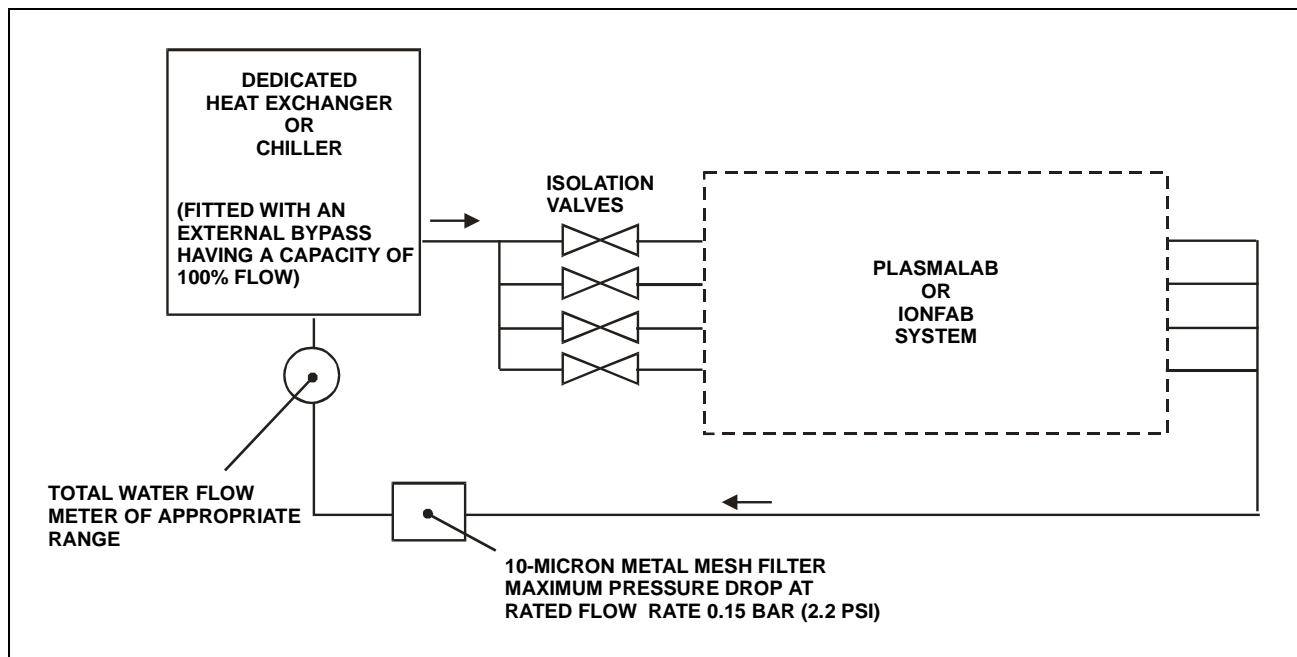 DEDICATED
HEAT EXCHANGER
OR
CHILLER
(FITTED WITH AN
EXTERNAL BYPASS
HAVING A CAPACITY OF
100% FLOW)
ISOLATION
VALVES
PLASMALAB
OR
IONFAB
SYSTEM
TOTAL WATER FLOW
METER OF APPROPRIATE
RANGE
10-MICRON METAL MESH FILTER
MAXIMUM PRESSURE DROP AT
RATED FLOW RATE 0.15 BAR (2.2 PSI)